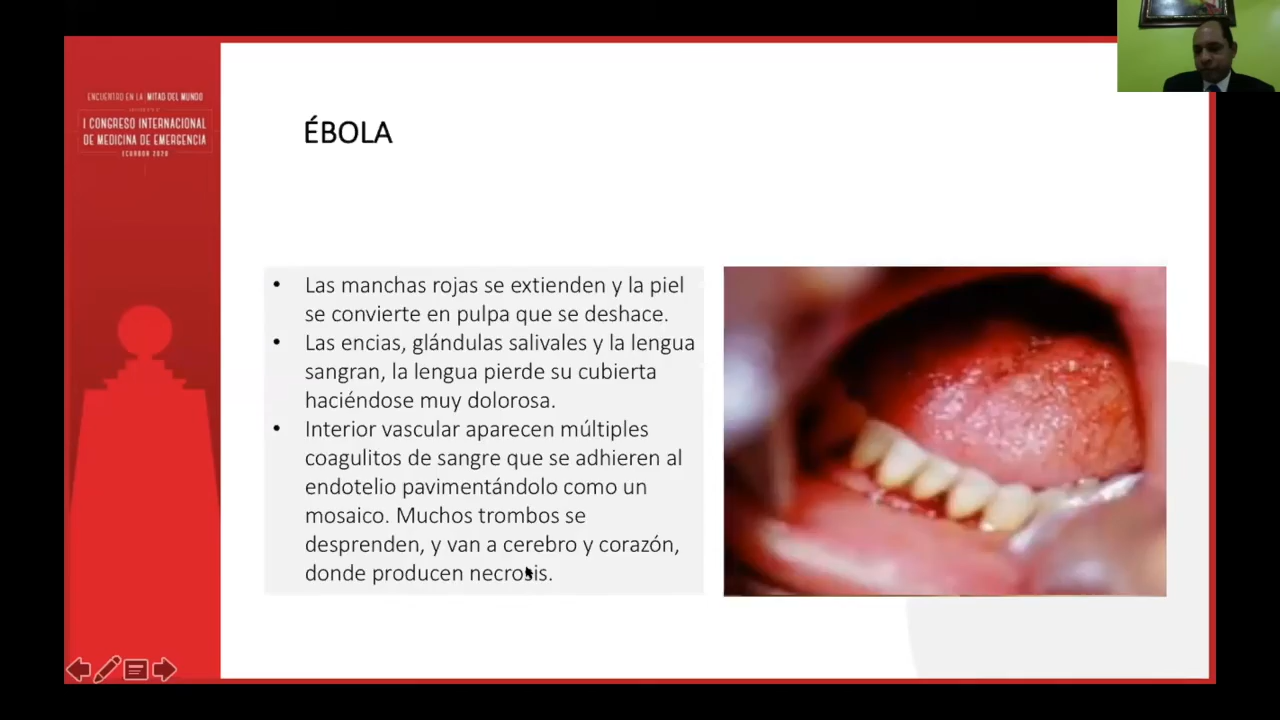 ENCUENTRO EN LA MITAD DEL MUNDO
I CONGRESO INTERNACIONAL
DE MEDICINA DE EMERGENCIA
ECUADOR 2020
ÉBOLA
• Las manchas rojas se extienden y la piel
se convierte en pulpa que se deshace.
• Las encias, glándulas salivales y la lengua
sangran, la lengua pierde su cubierta
haciéndose muy dolorosa.
• Interior vascular aparecen múltiples
coagulitos de sangre que se adhieren al
endotelio pavimentándolo como un
mosaico. Muchos trombos se
desprenden, y van a cerebro y corazón,
donde producen necrosis.